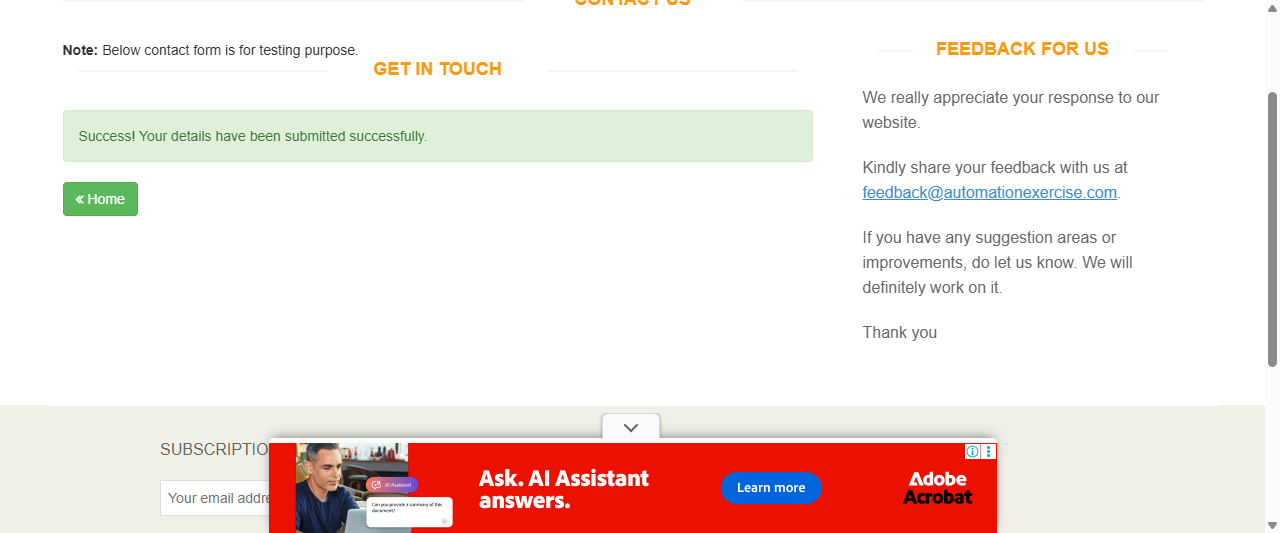 CONTACT US
Note: Below contact form is for testing purpose.
GET IN TOUCH
Success! Your details have been submitted successfully.
« Home
FEEDBACK FOR US
We really appreciate your response to our
website.
Kindly share your feedback with us at
feedback@automationexercise.com.
If you have any suggestion areas or
improvements, do let us know. We will
definitely work on it.
Thank you
SUBSCRIPTIO
Your email addre
AI Assistant
Can you provide a summary of this
document?
Ask. AI Assistant
answers.
Learn more
Adobe
Acrobat